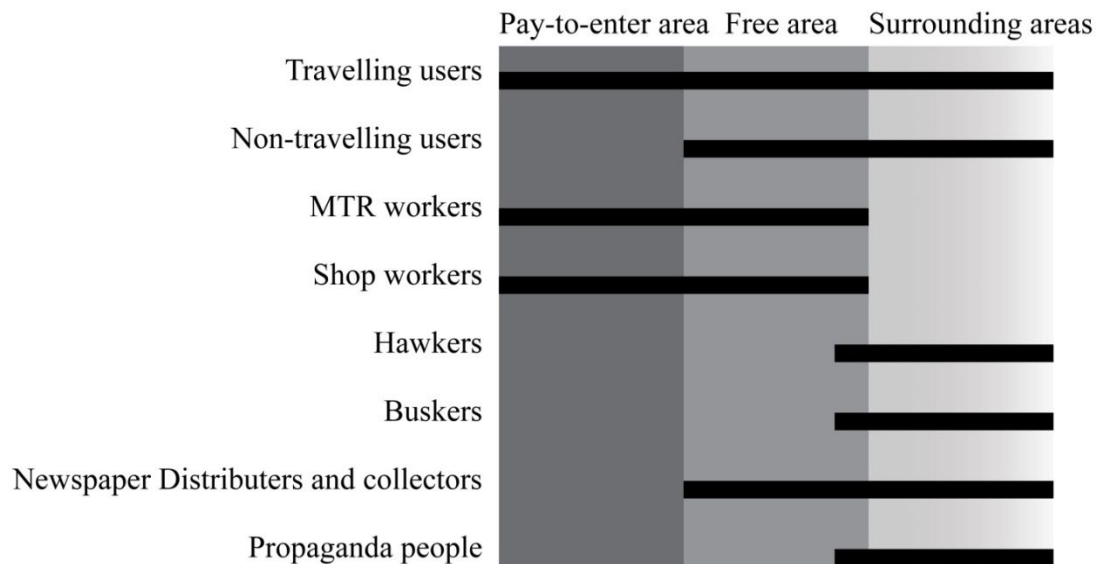 Pay-to-enter area Free area Surrounding areas
Travelling users
Non-travelling users
MTR workers
Shop workers
Hawkers
Buskers
Newspaper Distributers and collectors
Propaganda people